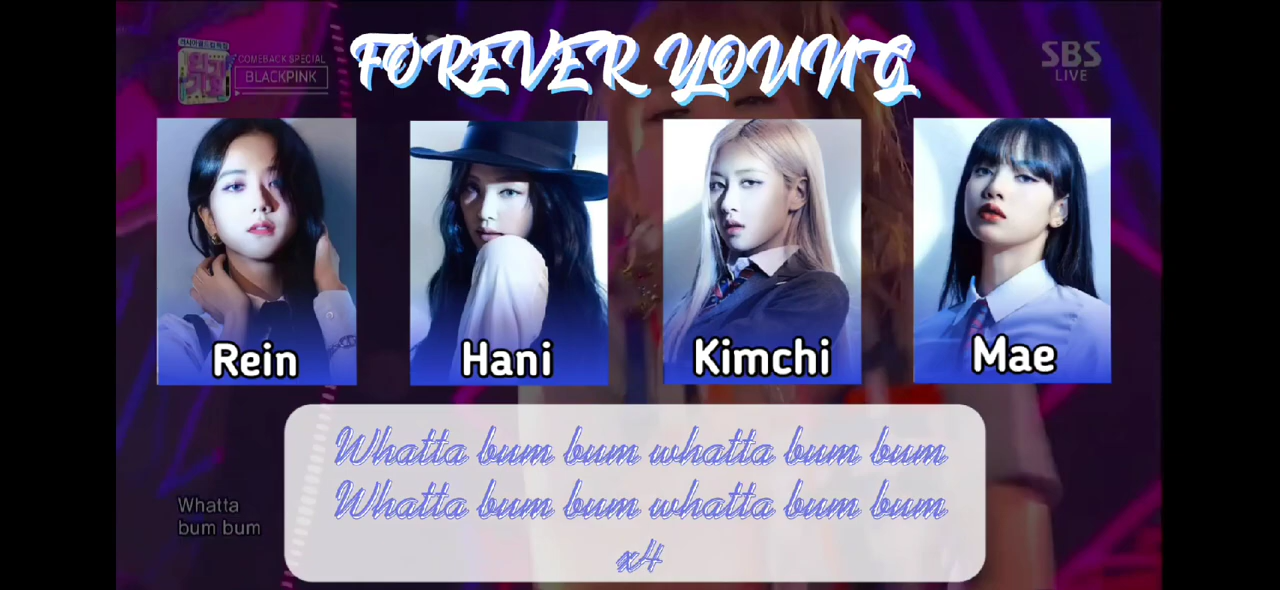 FOREVER YOUNG
COMEBACK SPECIAL
BLACKPINK
SBS
LIVE
Rein
Hani
Kimchi
Mae
Whatta bum bum whatta bum bum
Whatta bum bum whatta bum bum
x4
Whatta
bum bum